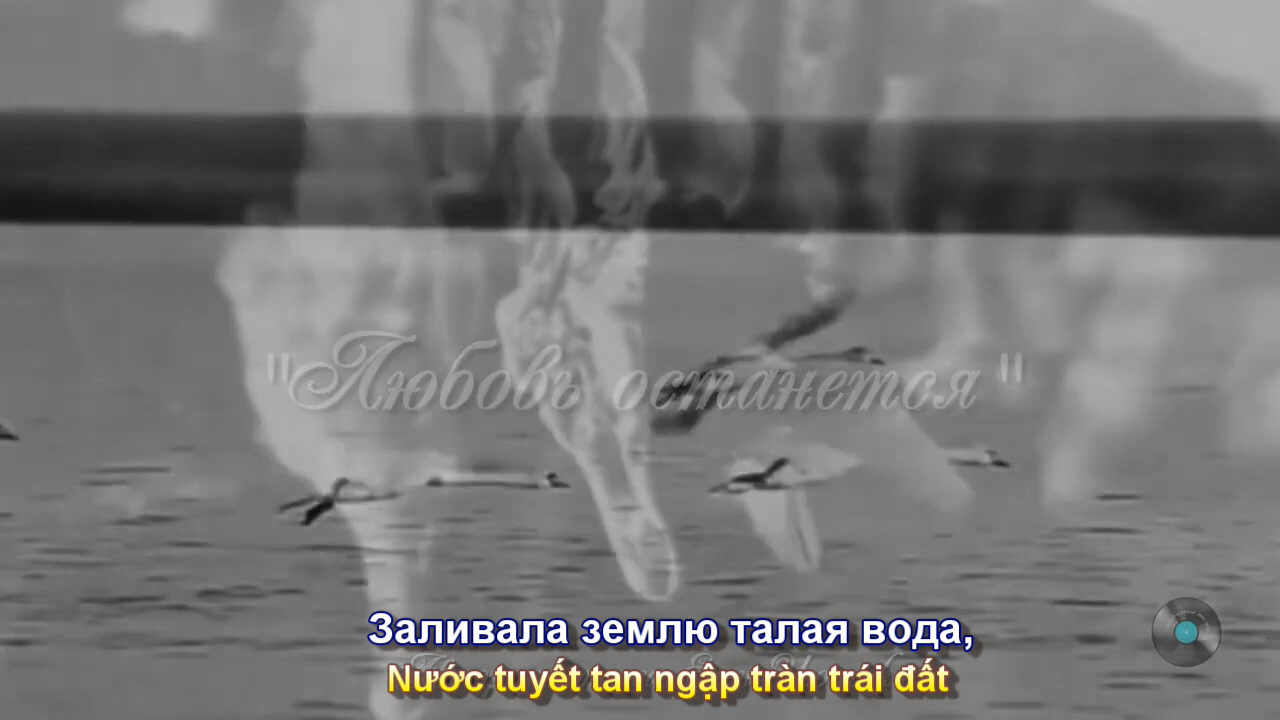 "Любовь останется"
Заливала землю талая вода,
Nước tuyết tan ngập tràn trái đất